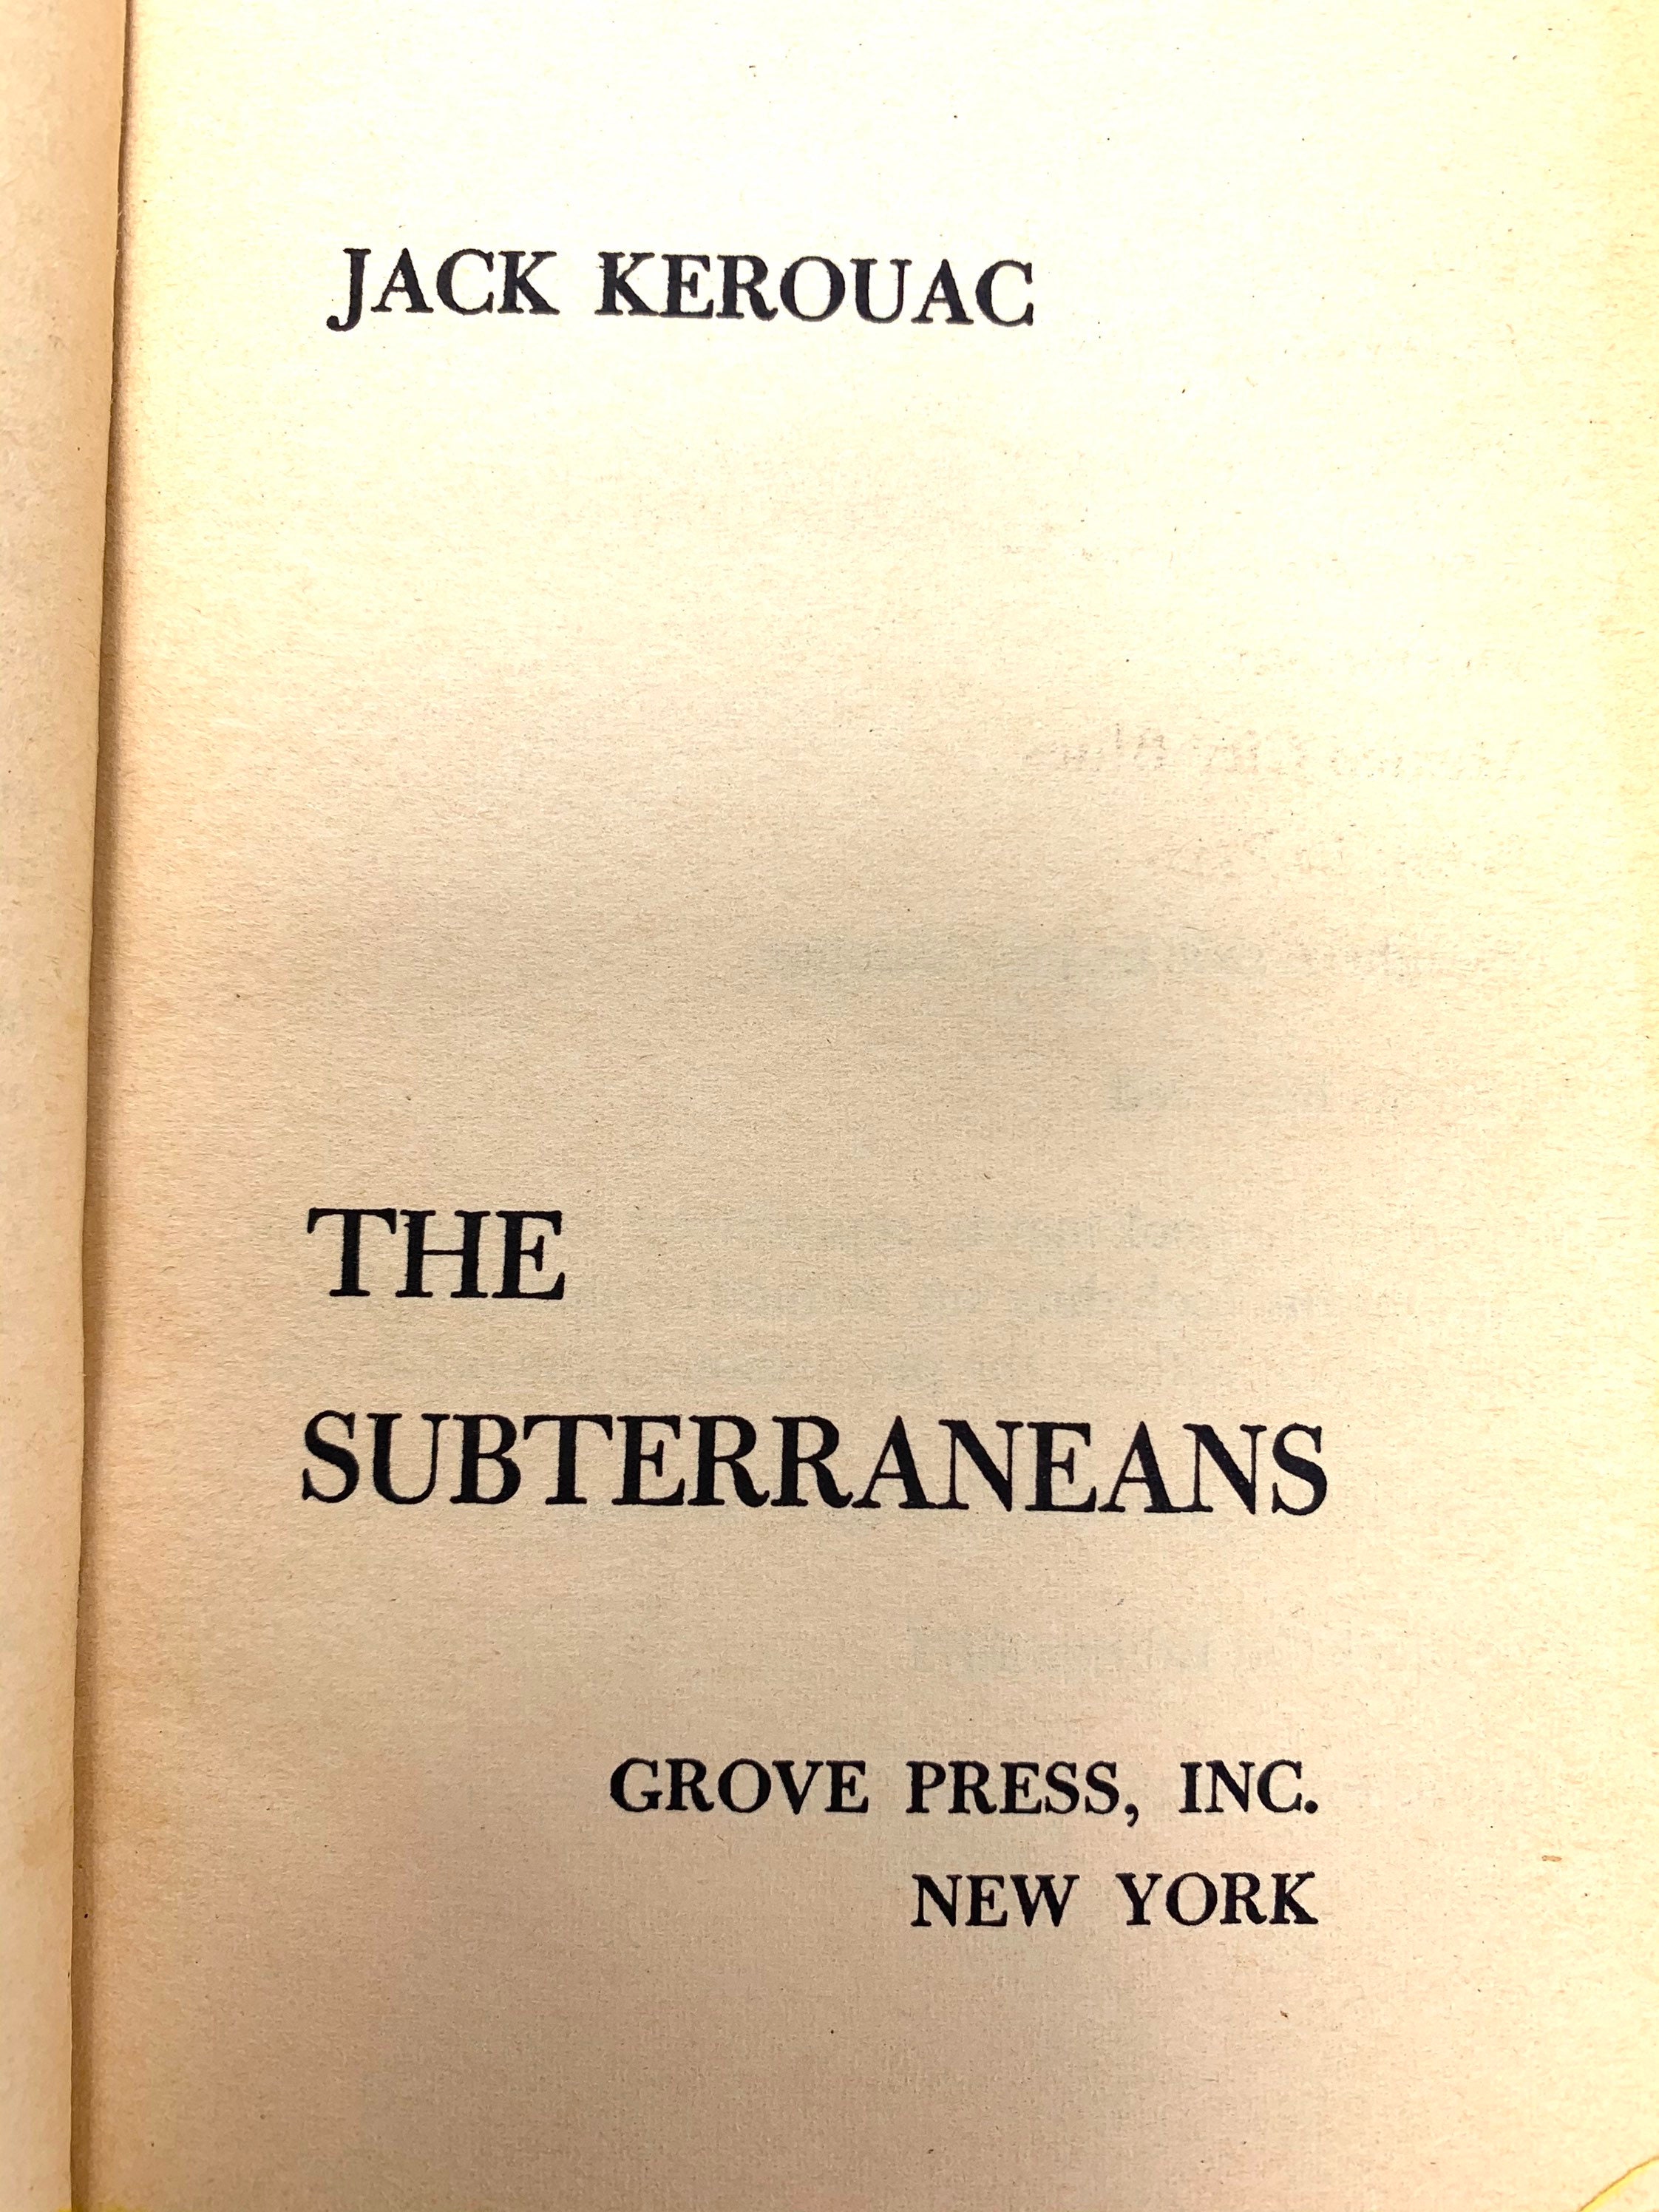 JACK KEROUAC
THE
SUBTERRANEANS
GROVE PRESS, INC.
NEW YORK